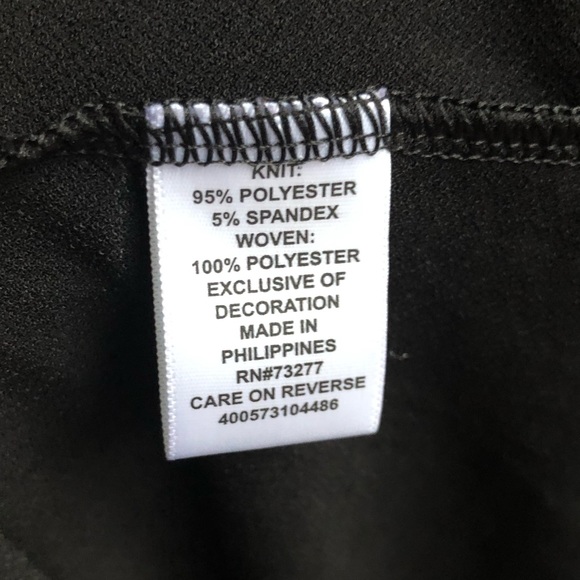 KNIT:
95% POLYESTER
5% SPANDEX
WOVEN:
100% POLYESTER
EXCLUSIVE OF
DECORATION
MADE IN
PHILIPPINES
RN#73277
CARE ON REVERSE
400573104486